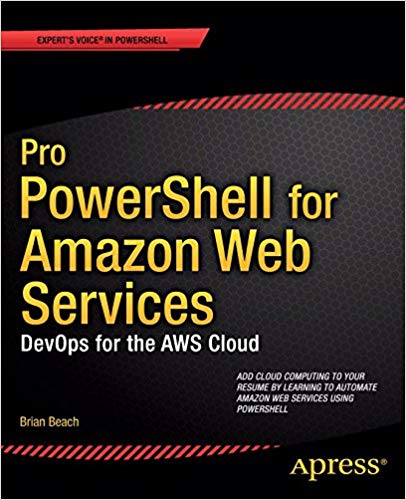 EXPERT'S VOICE® IN POWERSHELL
Pro
PowerShell for
Amazon Web
Services
DevOps for the AWS Cloud
ADD CLOUD COMPUTING TO YOUR
RESUME BY LEARNING TO AUTOMATE
AMAZON WEB SERVICES USING
POWERSHELL
Brian Beach
Apress®